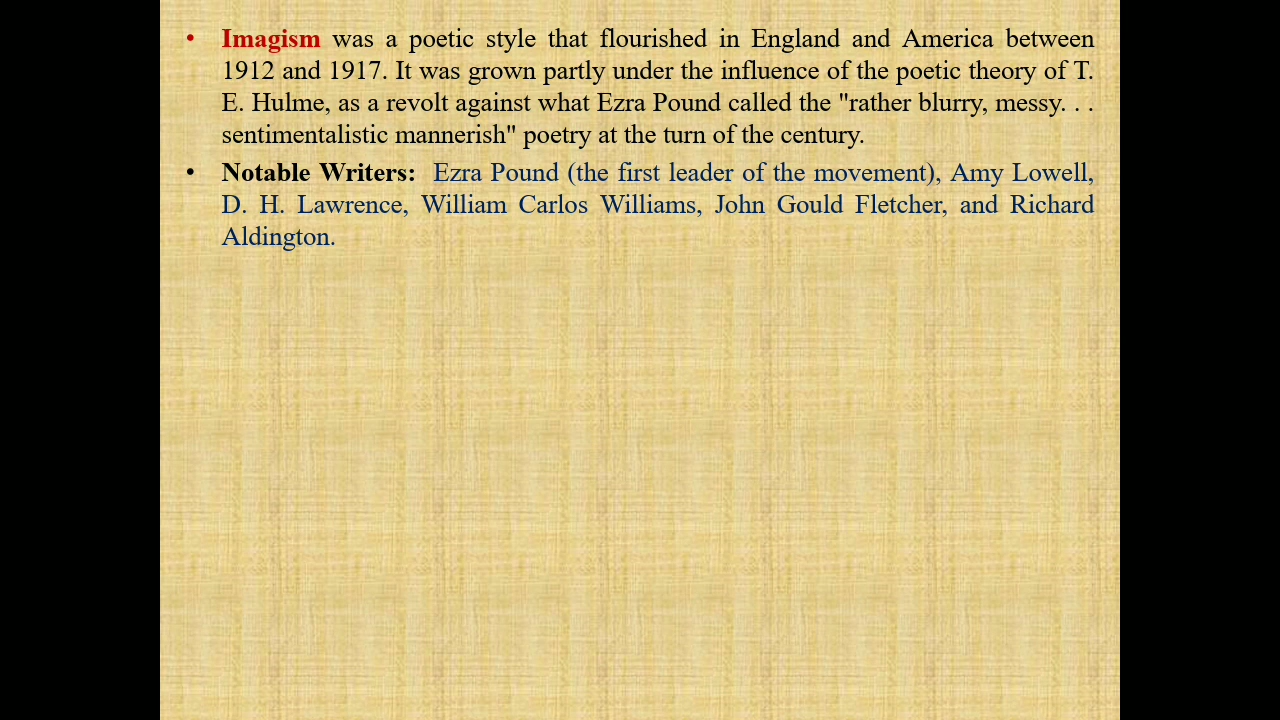 • Imagism was a poetic style that flourished in England and America between
1912 and 1917. It was grown partly under the influence of the poetic theory of T.
E. Hulme, as a revolt against what Ezra Pound called the "rather blurry, messy. . .
sentimentalistic mannerish" poetry at the turn of the century.
• Notable Writers: Ezra Pound (the first leader of the movement), Amy Lowell,
D. H. Lawrence, William Carlos Williams, John Gould Fletcher, and Richard
Aldington.